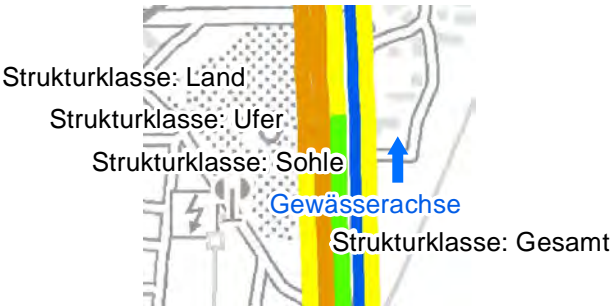 Strukturklasse: Land
Strukturklasse: Ufer
Strukturklasse: Sohle
Gewässerachse
Strukturklasse: Gesamt